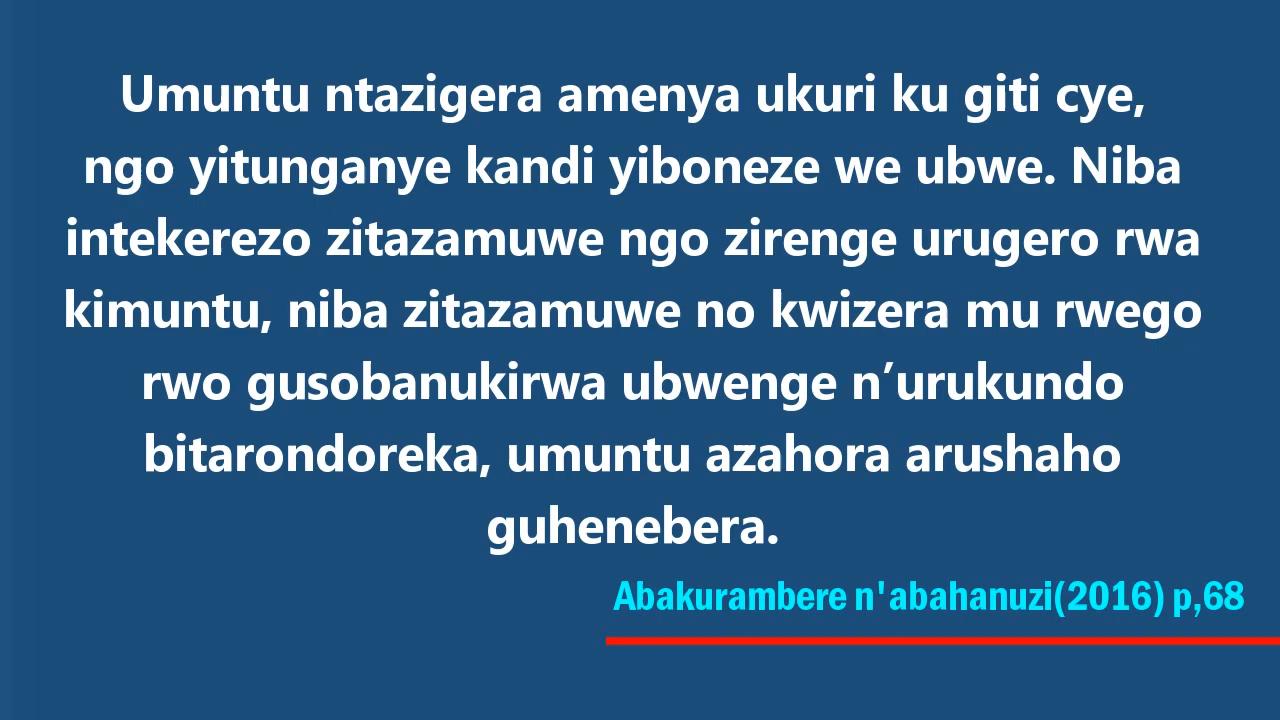 Umuntu ntazigera amenya ukuri ku giti cye,
ngo yitunganye kandi yiboneze we ubwe. Niba
intekerezo zitazamuwe ngo zirenge urugero rwa
kimuntu, niba zitazamuwe no kwizera mu rwego
rwo gusobanukirwa ubwenge n’urukundo
bitarondoreka, umuntu azahora arushaho
guhenebera.
Abakurambere n'abahanuzi(2016) p,68